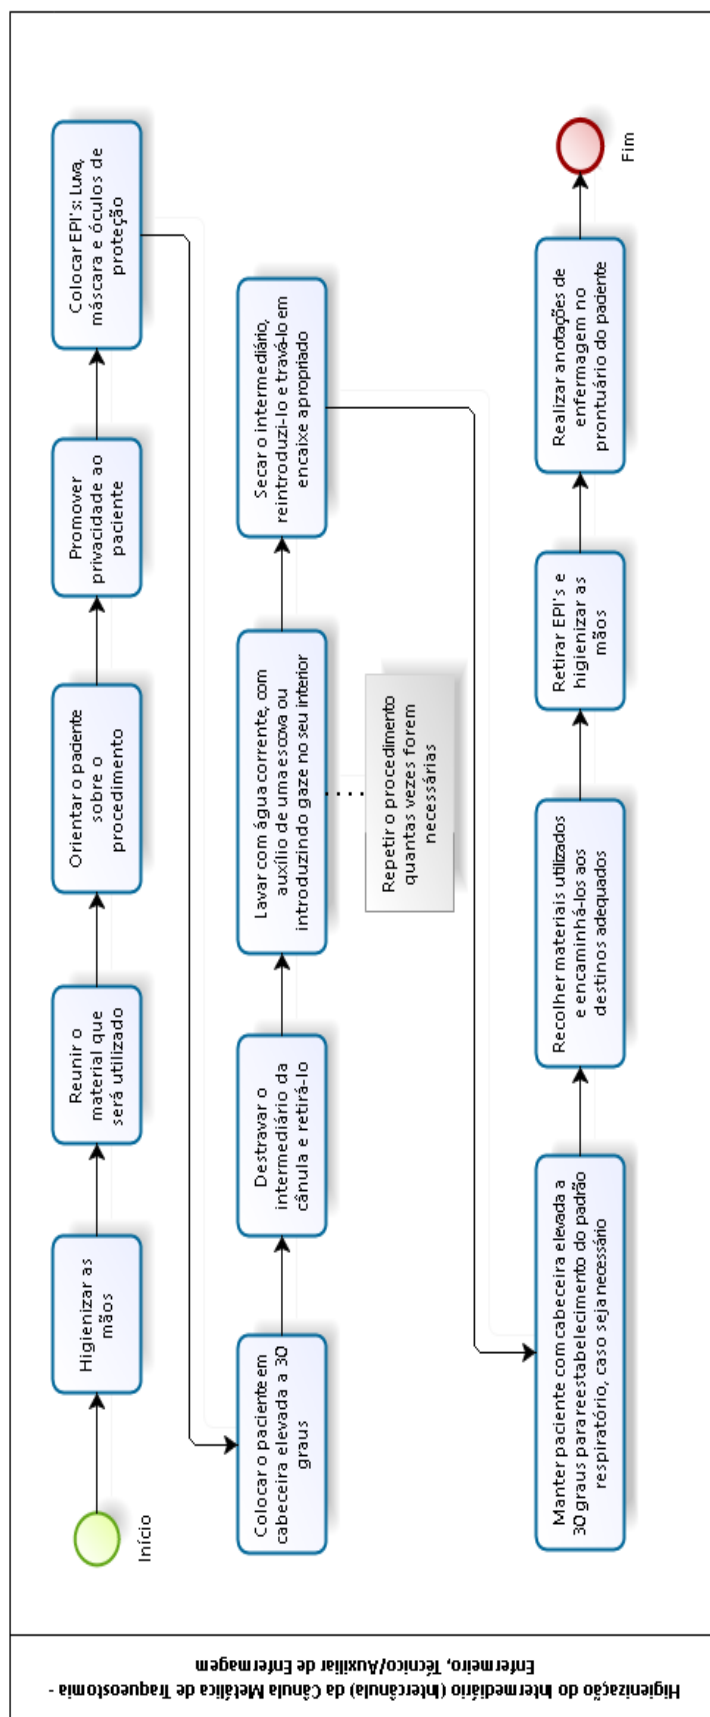 Higienização do Intermediário (Intercânula) da Cânula Metálica de Traqueostomia -
Enfermeiro, Técnico/Auxiliar de Enfermagem
Início
Higienizar as
mãos
Reunir o
material que
será utilizado
Orientar o paciente
sobre o
procedimento
Promover
privacidade ao
paciente
Colocar EPI's: Luva,
máscara e óculos de
proteção
Colocar o paciente em
cabeceira elevada a 30
graus
Destravar o
intermediário da
cânula e retirá-lo
Lavar com água corrente, com
auxílio de uma escova ou
introduzindo gaze no seu interior
Repetir o procedimento
quantas vezes forem
necessárias
Secar o intermediário,
reintroduzi-lo e travá-lo em
encaixe apropriado
Manter paciente com cabeceira elevada a
30 graus para reestabelecimento do padrão
respiratório, caso seja necessário
Recolher materiais utilizados
e encaminhá-los aos
destinos adequados
Retirar EPI's e
higienizar as
mãos
Realizar anotações de
enfermagem no
prontuário do paciente
Fim